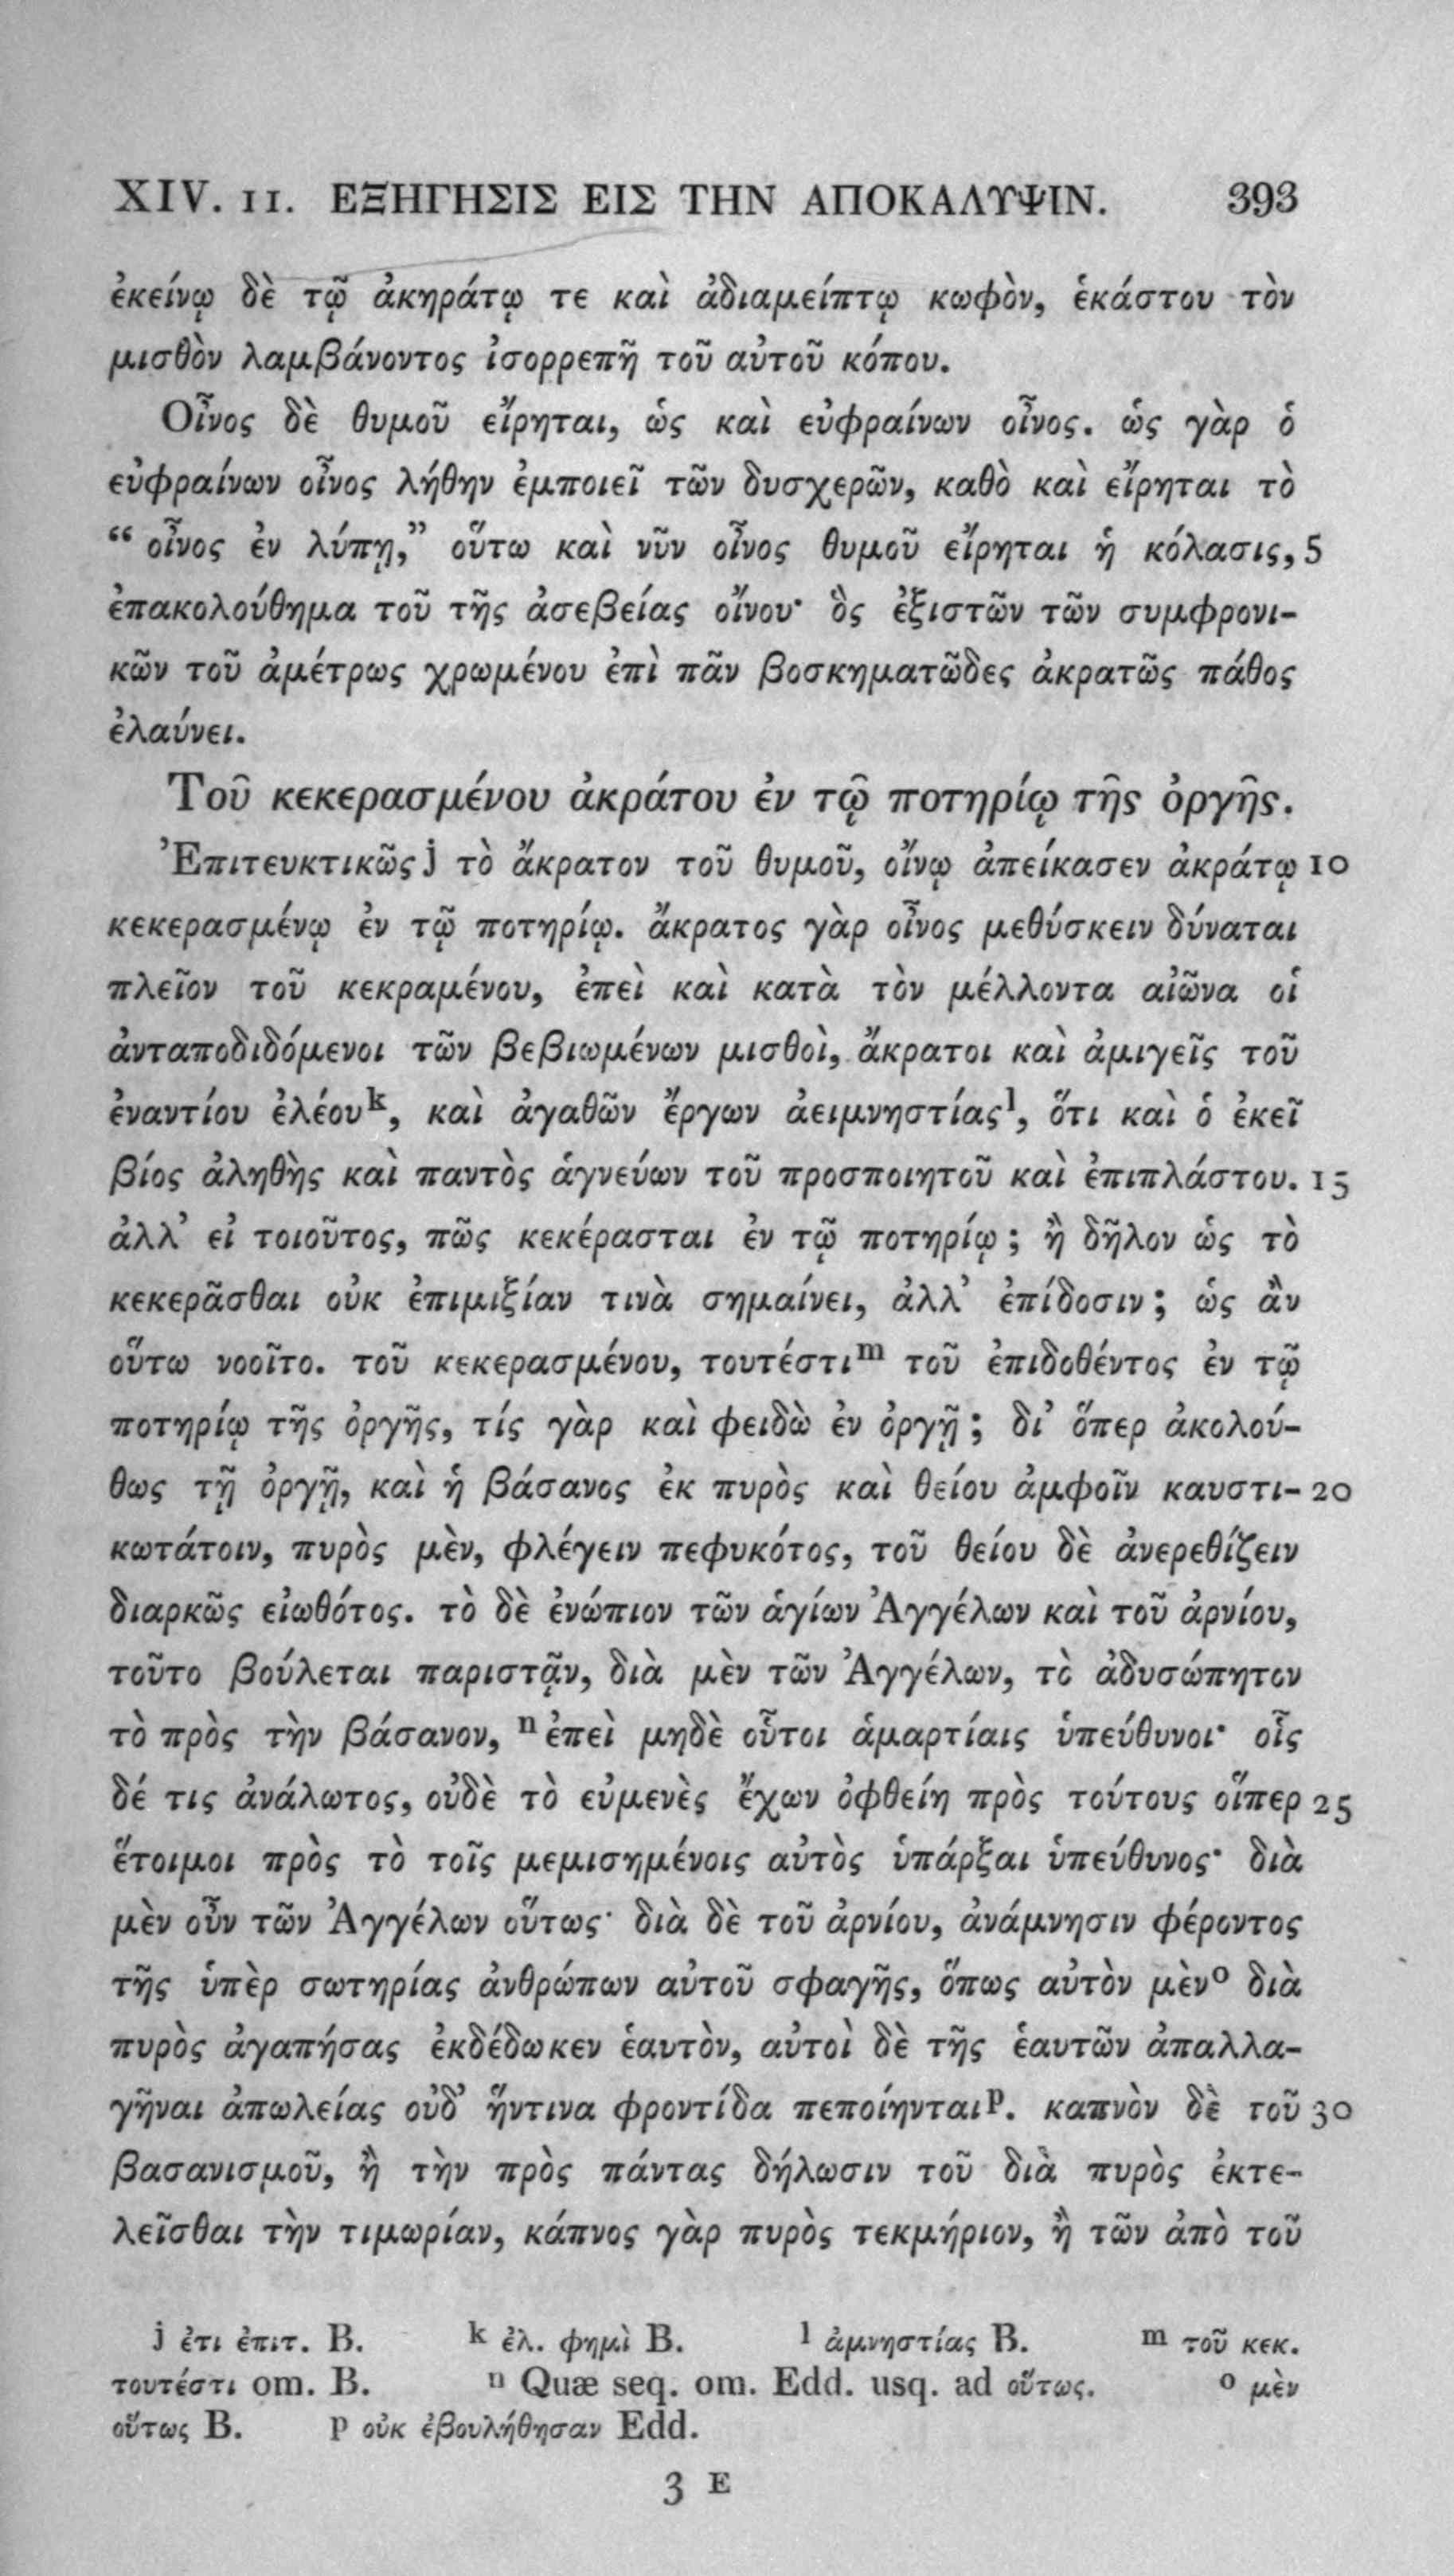 XIV. 11. ΕΞΗΓΗΣΙΣ ΕΙΣ ΤΗΝ ΑΠΟΚΑΛΥΨΙΝ. 393
ἐκείνῳ δὲ τῷ ἀκηράτῳ τε καὶ ἀδιαμείπτῳ κωφὸν, ἑκάστου τὸν
μισθὸν λαμβάνοντος ἰσορρεπῆ τοῦ αὐτοῦ κόπου.
Οἶνος δὲ θυμοῦ εἴρηται, ὡς καὶ εὐφραίνων οἶνος. ὡς γὰρ ὁ
εὐφραίνων οἶνος λήθην ἐμποιεῖ τῶν δυσχερῶν, καθὸ καὶ εἴρηται τὸ
“ οἶνος ἐν λύπῃ,” οὕτω καὶ νῦν οἶνος θυμοῦ εἴρηται ἡ κόλασις, 5
ἐπακολούθημα τοῦ τῆς ἀσεβείας οἴνου· ὃς ἐξιστῶν τῶν συμφρονι-
κῶν τοῦ ἀμέτρως χρωμένου ἐπὶ πᾶν βοσκηματῶδες ἀκρατῶς πάθος
ἐλαύνει.
Τοῦ κεκερασμένου ἀκράτου ἐν τῷ ποτηρίῳ τῆς ὀργῆς.
Ἐπιτευκτικῶς j τὸ ἄκρατον τοῦ θυμοῦ, οἴνῳ ἀπείκασεν ἀκράτῳ 10
κεκερασμένῳ ἐν τῷ ποτηρίῳ. ἄκρατος γὰρ οἶνος μεθύσκειν δύναται
πλεῖον τοῦ κεκραμένου, ἐπεὶ καὶ κατὰ τὸν μέλλοντα αἰῶνα οἱ
ἀνταποδιδόμενοι τῶν βεβιωμένων μισθοὶ, ἄκρατοι καὶ ἀμιγεῖς τοῦ
ἐναντίου ἐλέου k, καὶ ἀγαθῶν ἔργων ἀειμνηστίας l, ὅτι καὶ ὁ ἐκεῖ
βίος ἀληθὴς καὶ παντὸς ἁγνεύων τοῦ προσποιητοῦ καὶ ἐπιπλάστου. 15
ἀλλ’ εἰ τοιοῦτος, πῶς κεκέρασται ἐν τῷ ποτηρίῳ ; ἢ δῆλον ὡς τὸ
κεκερᾶσθαι οὐκ ἐπιμιξίαν τινὰ σημαίνει, ἀλλ’ ἐπίδοσιν ; ὡς ἂν
οὕτω νοοῖτο. τοῦ κεκερασμένου, τουτέστι m τοῦ ἐπιδοθέντος ἐν τῷ
ποτηρίῳ τῆς ὀργῆς, τίς γὰρ καὶ φειδὼ ἐν ὀργῇ ; δι’ ὅπερ ἀκολού-
θως τῇ ὀργῇ, καὶ ἡ βάσανος ἐκ πυρὸς καὶ θείου ἀμφοῖν καυστι- 20
κωτάτοιν, πυρὸς μὲν, φλέγειν πεφυκότος, τοῦ θείου δὲ ἀνερεθίζειν
διαρκῶς εἰωθότος. τὸ δὲ ἐνώπιον τῶν ἁγίων Ἀγγέλων καὶ τοῦ ἀρνίου,
τοῦτο βούλεται παριστᾷν, διὰ μὲν τῶν Ἀγγέλων, τὸ ἀδυσώπητον
τὸ πρὸς τὴν βάσανον, n ἐπεὶ μηδὲ οὗτοι ἁμαρτίαις ὑπεύθυνοι· οἷς
δέ τις ἀνάλωτος, οὐδὲ τὸ εὐμενὲς ἔχων ὀφθείη πρὸς τούτους οἵπερ 25
ἕτοιμοι πρὸς τὸ τοῖς μεμισημένοις αὐτὸς ὑπάρξαι ὑπεύθυνος· διὰ
μὲν οὖν τῶν Ἀγγέλων οὕτως· διὰ δὲ τοῦ ἀρνίου, ἀνάμνησιν φέροντος
τῆς ὑπὲρ σωτηρίας ἀνθρώπων αὐτοῦ σφαγῆς, ὅπως αὐτὸν μὲν o διὰ
πυρὸς ἀγαπήσας ἐκδέδωκεν ἑαυτὸν, αὐτοὶ δὲ τῆς ἑαυτῶν ἀπαλλα-
γῆναι ἀπωλείας οὐδ’ ἥντινα φροντίδα πεποίηνται p. καπνὸν δὲ τοῦ 30
βασανισμοῦ, ἢ τὴν πρὸς πάντας δήλωσιν τοῦ διὰ πυρὸς ἐκτε-
λεῖσθαι τὴν τιμωρίαν, κάπνος γὰρ πυρὸς τεκμήριον, ἢ τῶν ἀπὸ τοῦ
j ἐτι ἐπιτ. B. k ἐλ. φημὶ B. l ἀμνηστίας B. m τοῦ κεκ.
τουτέστι om. B. n Quæ seq. om. Edd. usq. ad οὕτως. o μὲν
οὕτως B. p οὐκ ἐβουλήθησαν Edd.
3 E